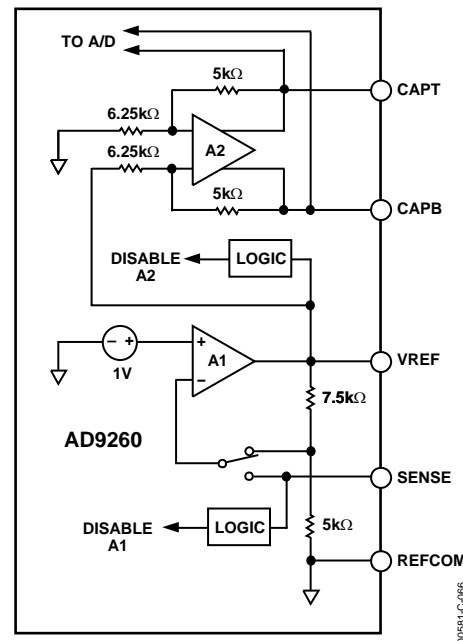 TO A/D
5kΩ
CAPT
6.25kΩ
A2
6.25kΩ
5kΩ
CAPB
DISABLE
A2
LOGIC
1V
A1
VREF
7.5kΩ
AD9260
SENSE
DISABLE
A1
LOGIC
5kΩ
REFCOM
00581-C-066